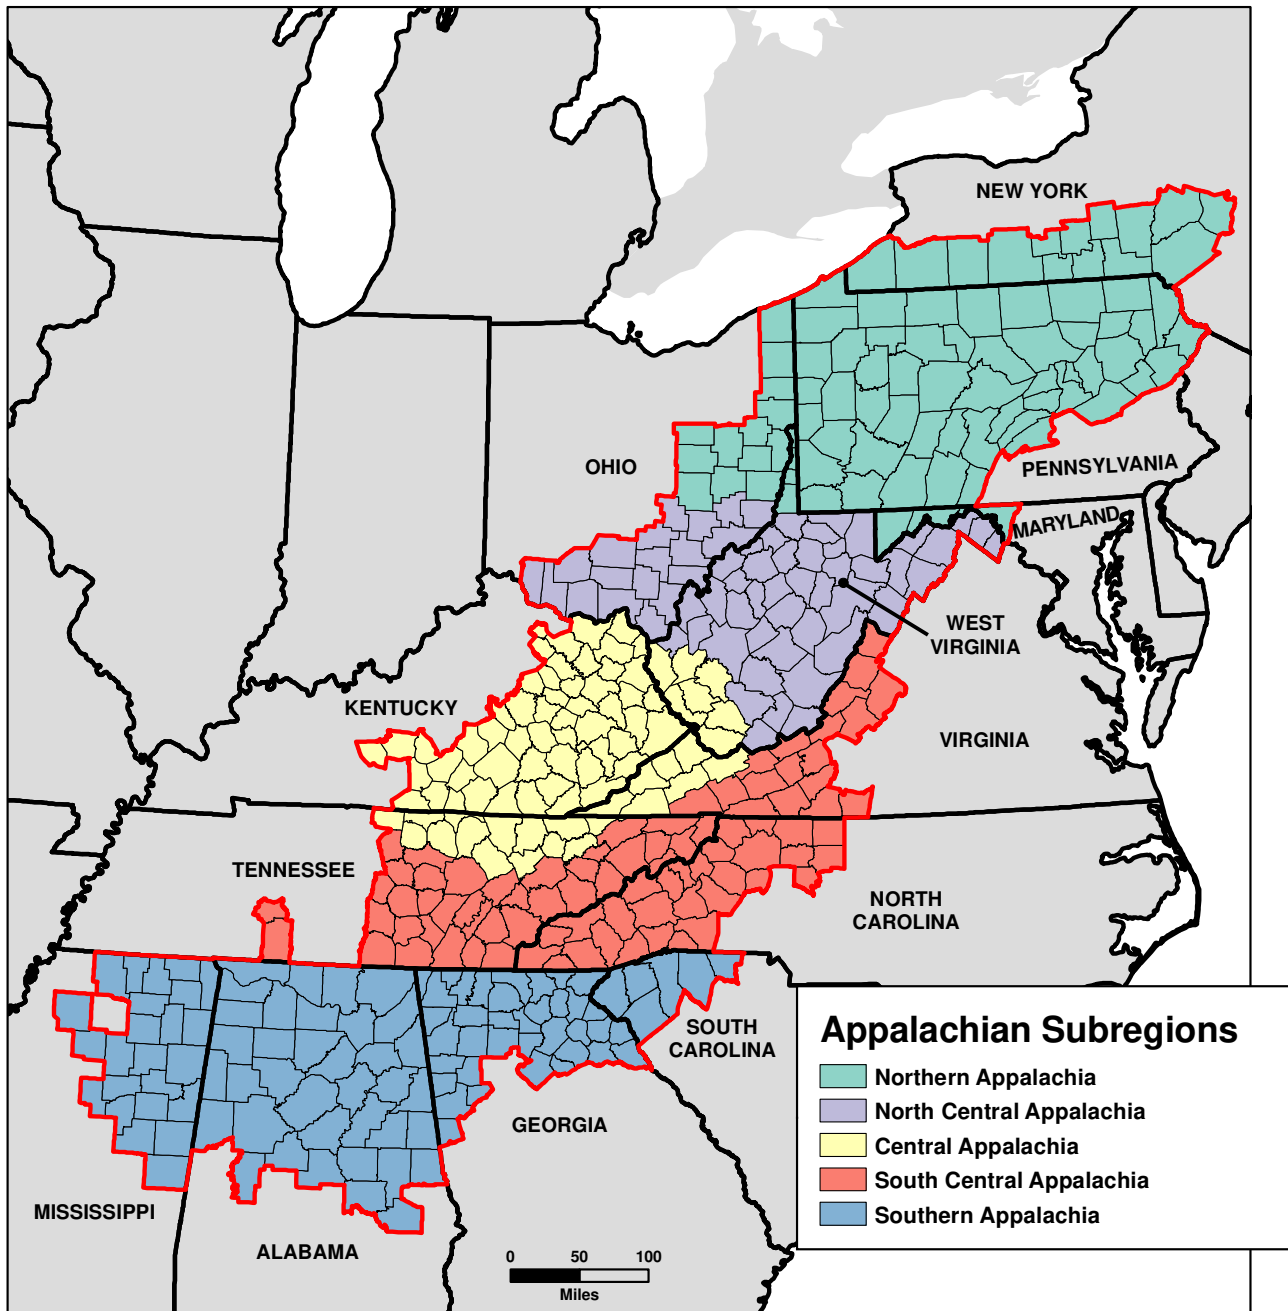 NEW YORK
OHIO
PENNSYLVANIA
MARYLAND
WEST
VIRGINIA
KENTUCKY
VIRGINIA
TENNESSEE
NORTH
CAROLINA
SOUTH
CAROLINA
GEORGIA
MISSISSIPPI
ALABAMA
0 50 100
Miles
Appalachian Subregions
Northern Appalachia
North Central Appalachia
Central Appalachia
South Central Appalachia
Southern Appalachia